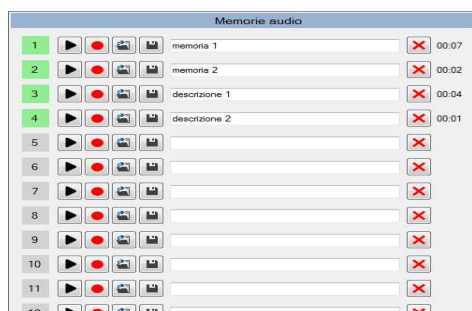 Memorie audio
1 memoria 1 00:07
2 memoria 2 00:02
3 descrizione 1 00:04
4 descrizione 2 00:01
5
6
7
8
9
10
11